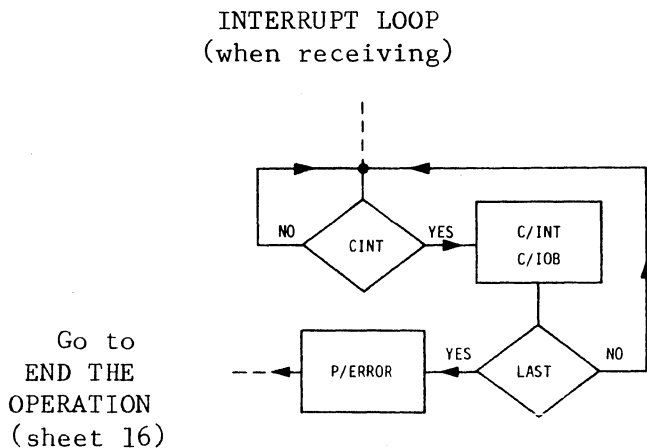 INTERRUPT LOOP
(when receiving)
NO
CINT
YES
C/INT
C/IOB
Go to
END THE
OPERATION
(sheet 16)
P/ERROR
YES
LAST
NO